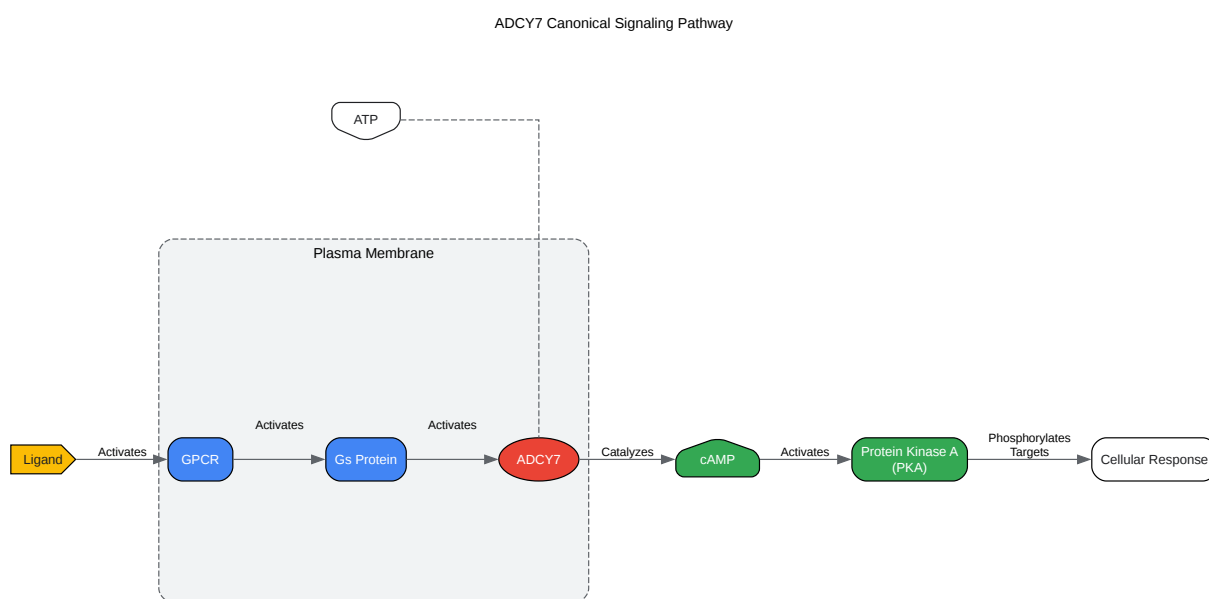 ADCY7 Canonical Signaling Pathway
ATP
Plasma Membrane
Ligand
Activates
GPCR
Activates
Gs Protein
Activates
ADCY7
Catalyzes
cAMP
Activates
Protein Kinase A
(PKA)
Phosphorylates
Targets
Cellular Response